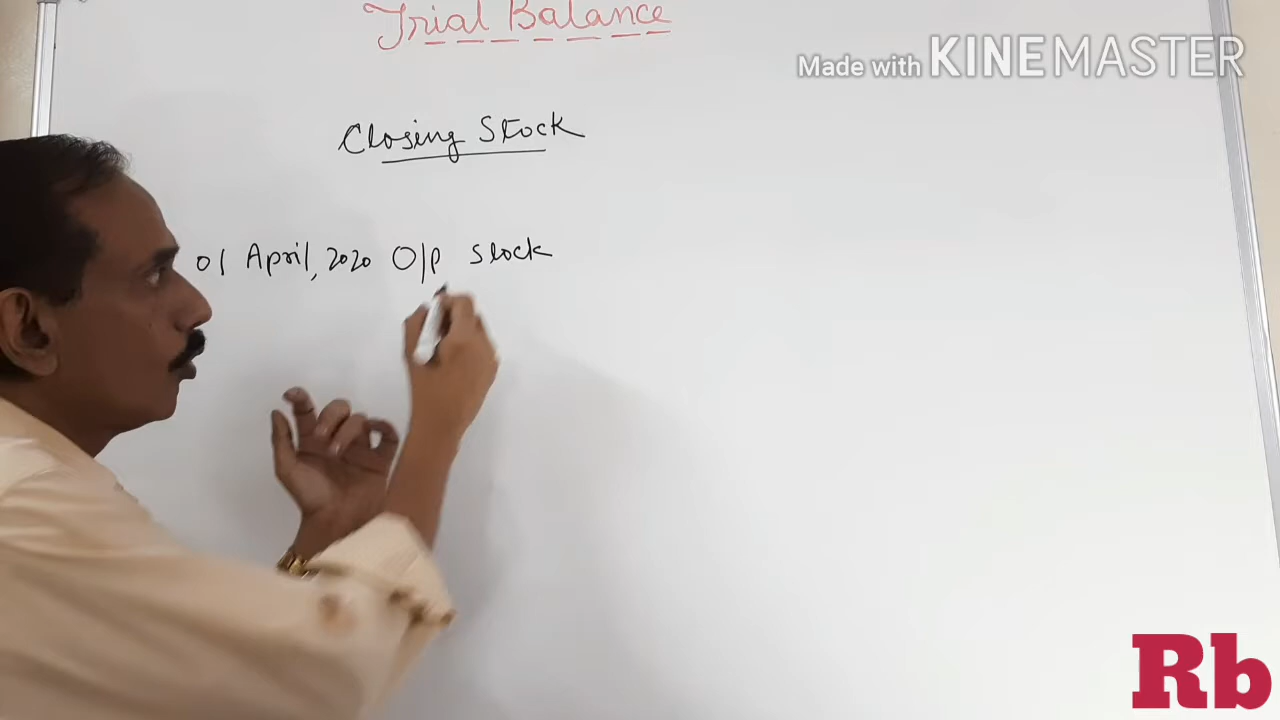 Trial Balance
Made with KINEMASTER
Closing Stock
01 April, 2020 O/p Stock
Rb